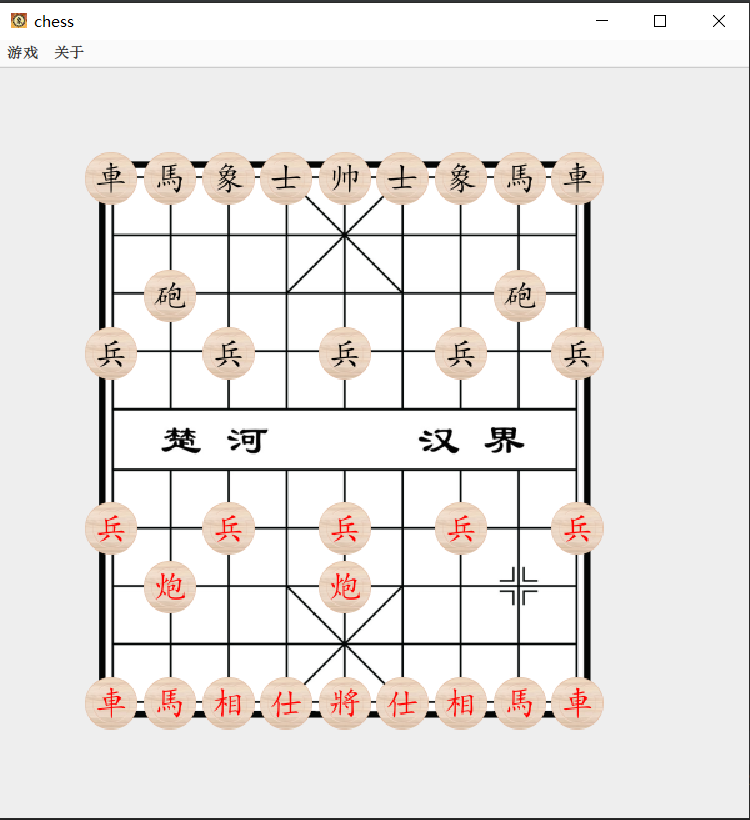 chess
游戏 关于
車 馬 象 士 帅 士 象 馬 車
砲 砲
兵 兵 兵 兵 兵
楚 河 汉 界
兵 兵 兵 兵 兵
炮 炮
車 馬 相 仕 將 仕 相 馬 車